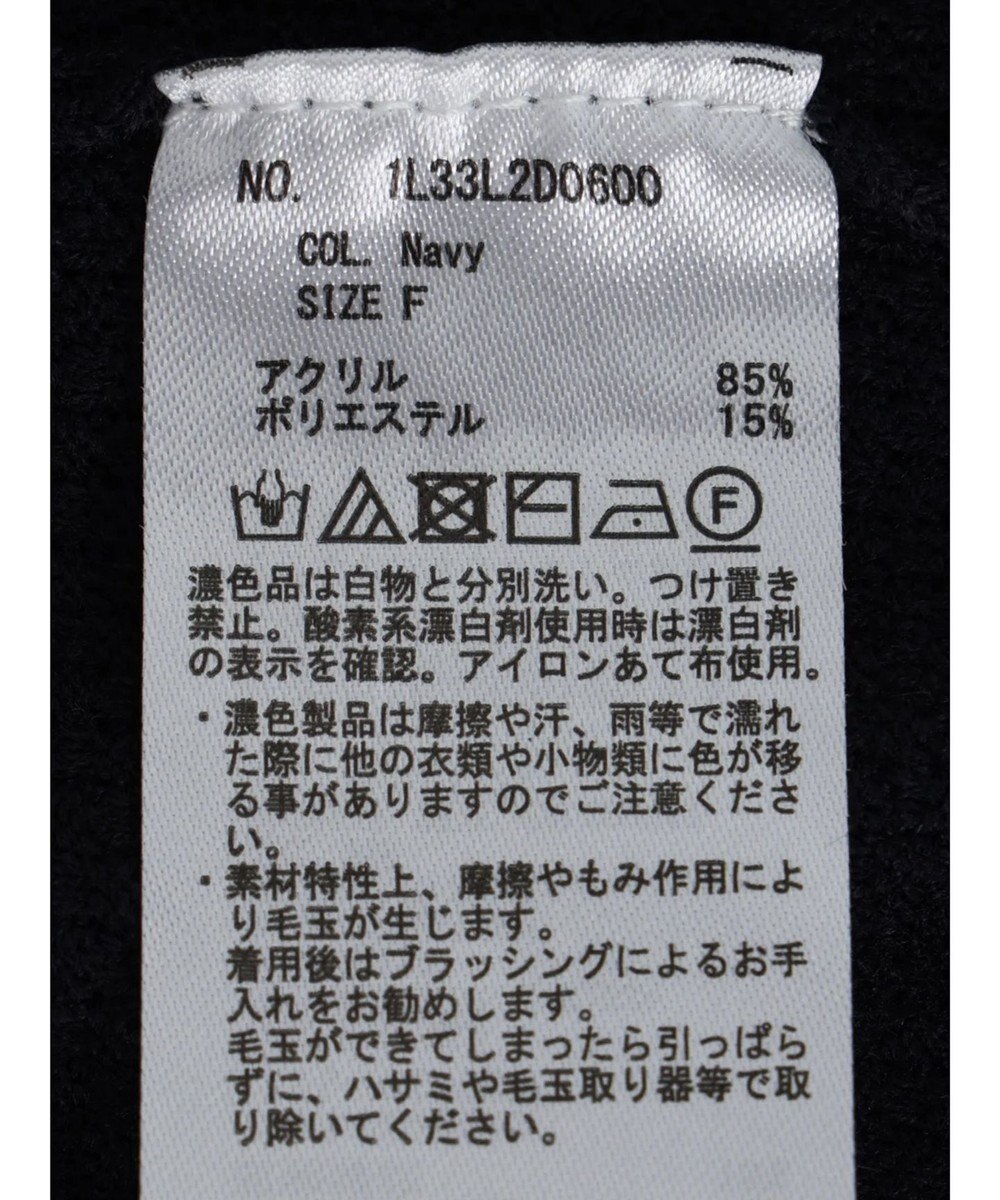 NO. 1L33L2D0600
COL. Navy
SIZE F
アクリル 85%
ポリエステル 15%
F
濃色品は白物と分別洗い。つけ置き
禁止。酸素系漂白剤使用時は漂白剤
の表示を確認。アイロンあて布使用。
・濃色製品は摩擦や汗、雨等で濡れ
た際に他の衣類や小物類に色が移
る事がありますのでご注意くださ
い。
・素材特性上、摩擦やもみ作用によ
り毛玉が生じます。
着用後はブラッシングによるお手
入れをお勧めします。
毛玉ができてしまったら引っぱら
ずに、ハサミや毛玉取り器等で取
り除いてください。